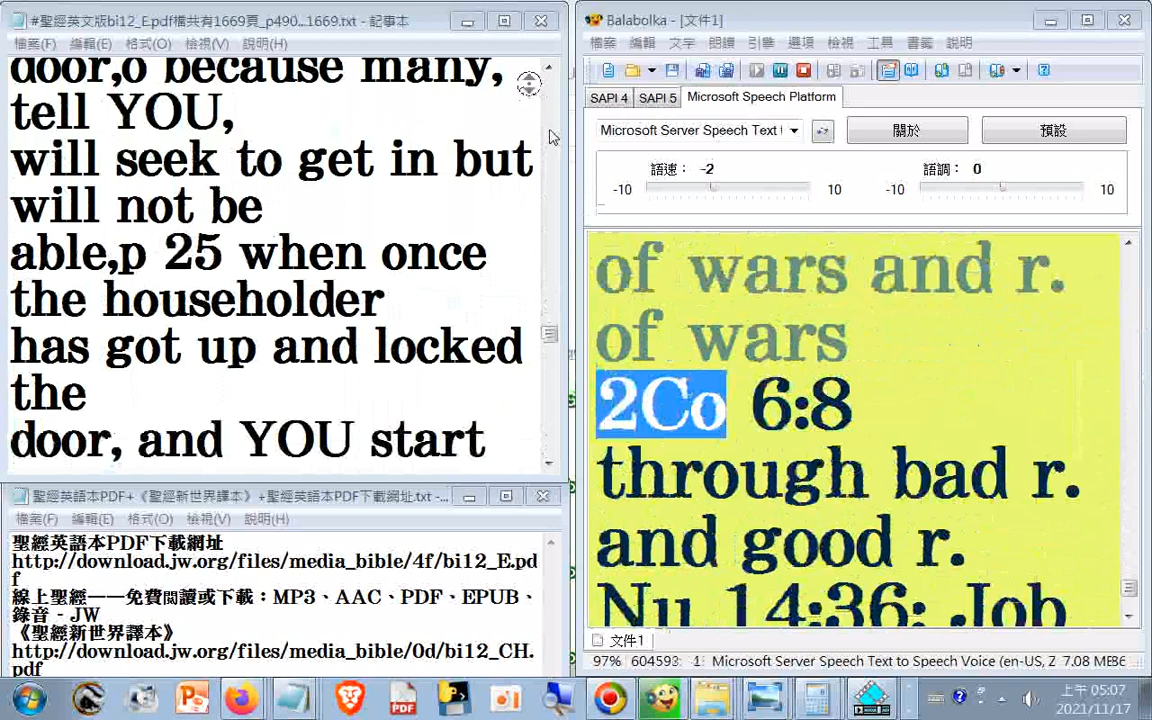 #聖經英文版bi12_E.pdf檔共有1669頁_p490...1669.txt - 記事本
檔案(F) 編輯(E) 格式(O) 檢視(V) 說明(H)
door,o because many,
tell YOU,
will seek to get in but
will not be
able,p 25 when once
the householder
has got up and locked
the
door, and YOU start
聖經英語本PDF+《聖經新世界譯本》+聖經英語本PDF下載網址.txt -...
檔案(F) 編輯(E) 格式(O) 檢視(V) 說明(H)
聖經英語本PDF下載網址
http://download.jw.org/files/media_bible/4f/bi12_E.pd
f
線上聖經──免費閱讀或下載：MP3、AAC、PDF、EPUB、
錄音 - JW
《聖經新世界譯本》
http://download.jw.org/files/media_bible/0d/bi12_CH.
pdf
Balabolka - [文件1]
檔案 編輯 文字 朗讀 引擎 選項 檢視 工具 書籤 說明
SAPI 4 SAPI 5 Microsoft Speech Platform
Microsoft Server Speech Text 關於 預設
語速： -2 語調： 0
-10 10 -10 10
of wars and r.
of wars
2Co 6:8
through bad r.
and good r.
Nu 14:36; Job
文件1
97% 604593: 1 Microsoft Server Speech Text to Speech Voice (en-US, Z 7.08 MB
上午 05:07
2021/11/17